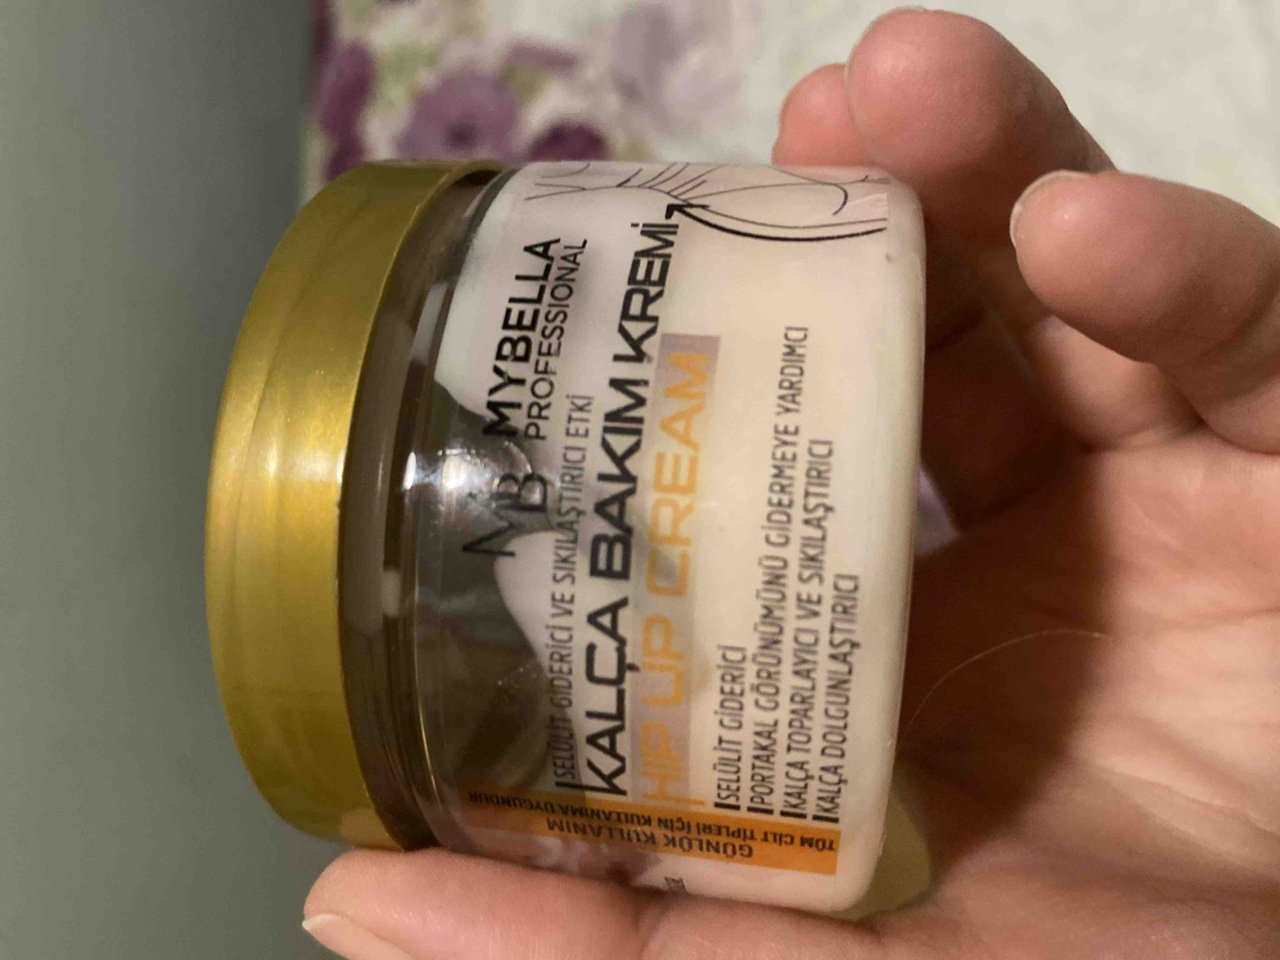 MB MYBELLA
PROFESSIONAL
SELÜLİT GİDERİCİ VE SIKILAŞTIRICI ETKİ
KALÇA BAKIM KREMİ
HIP UP CREAM
SELÜLİT GİDERİCİ
PORTAKAL GÖRÜNÜMÜNÜ GİDERMEYE YARDIMCI
KALÇA TOPARLAYICI VE SIKILAŞTIRICI
KALÇA DOLGUNLAŞTIRICI
GÜNLÜK KULLANIM
TÜM CİLT TİPLERİ İÇİN KULLANIMA UYGUNDUR